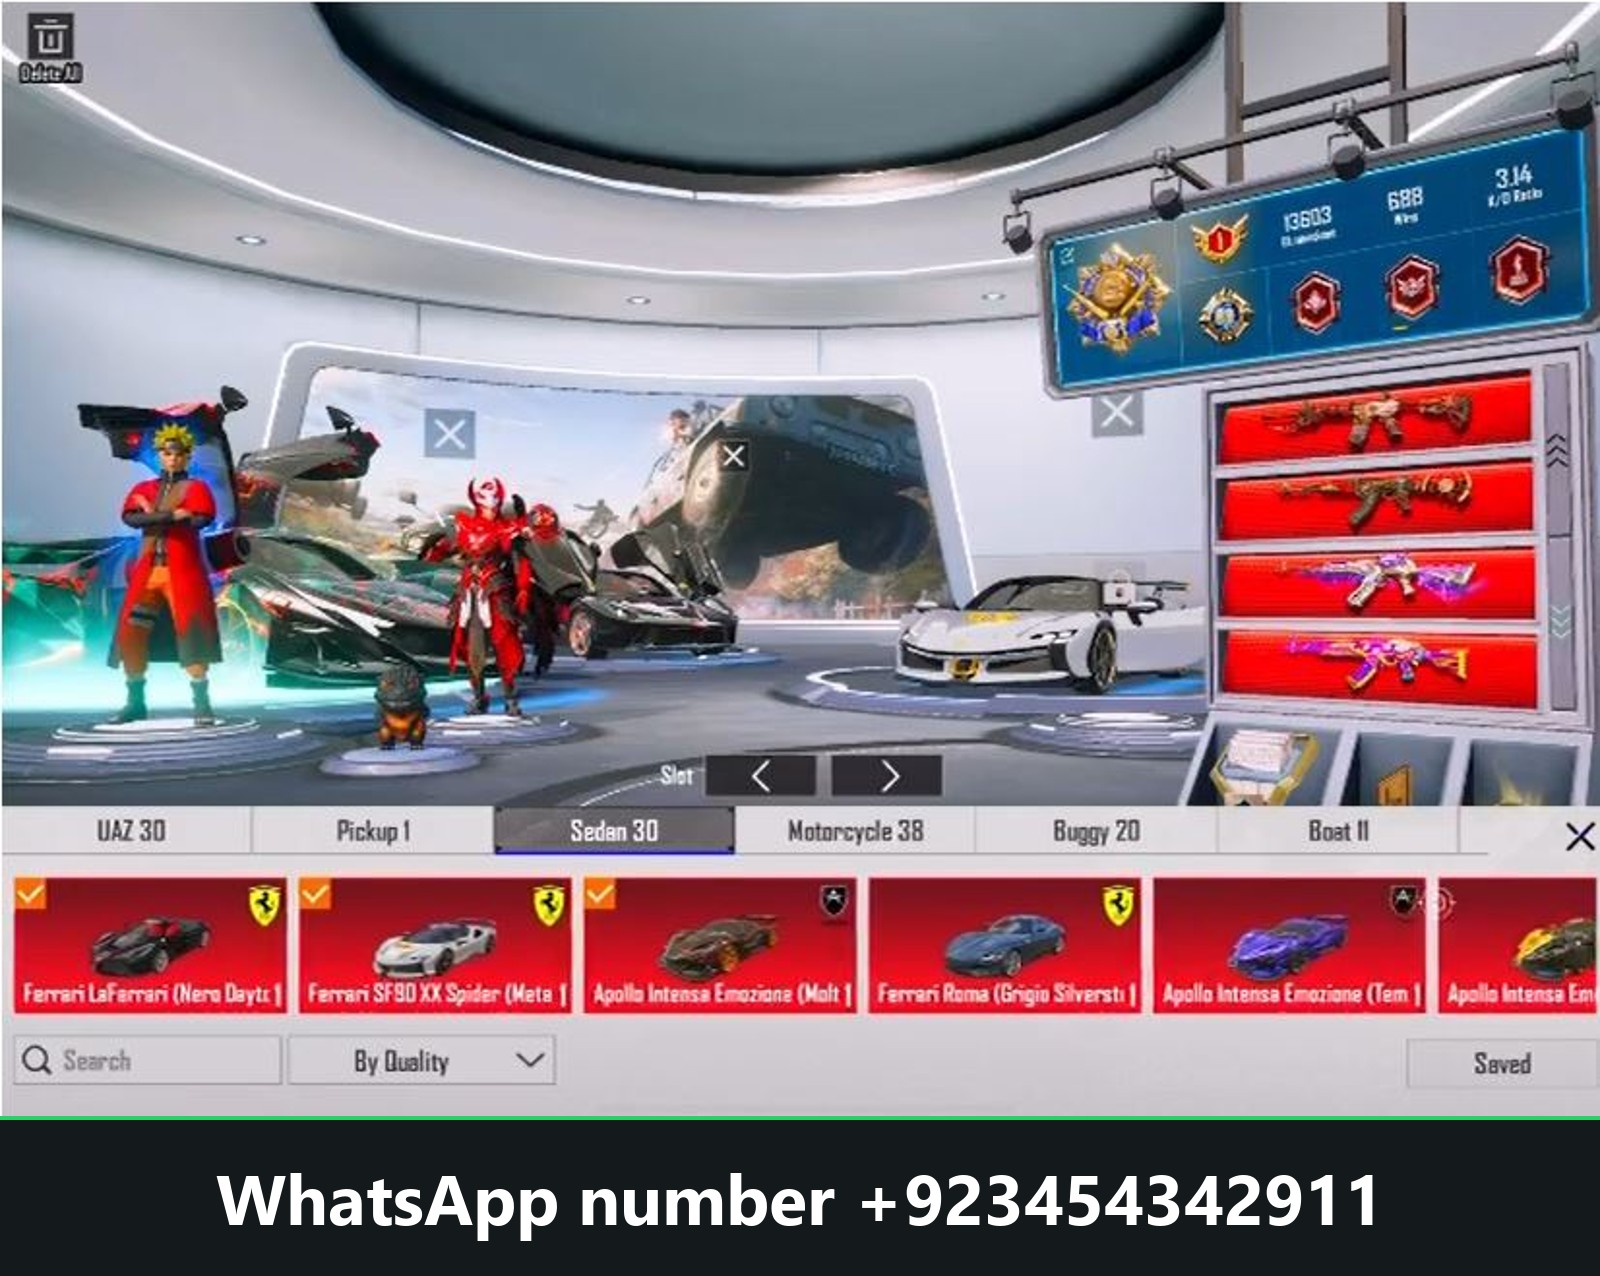 Delete All
13603
688
Wins
3.14
K/D Ratio
Slot
UAZ 30
Pickup 1
Sedan 30
Motorcycle 38
Buggy 20
Boat 11
Ferrari LaFerrari (Nero Daytc 1
Ferrari SF90 XX Spider (Meta 1
Apollo Intensa Emozione (Molt 1
Ferrari Roma (Grigio Silversti 1
Apollo Intensa Emozione (Tem 1
Apollo Intensa Em
Search
By Quality
Saved
WhatsApp number +923454342911